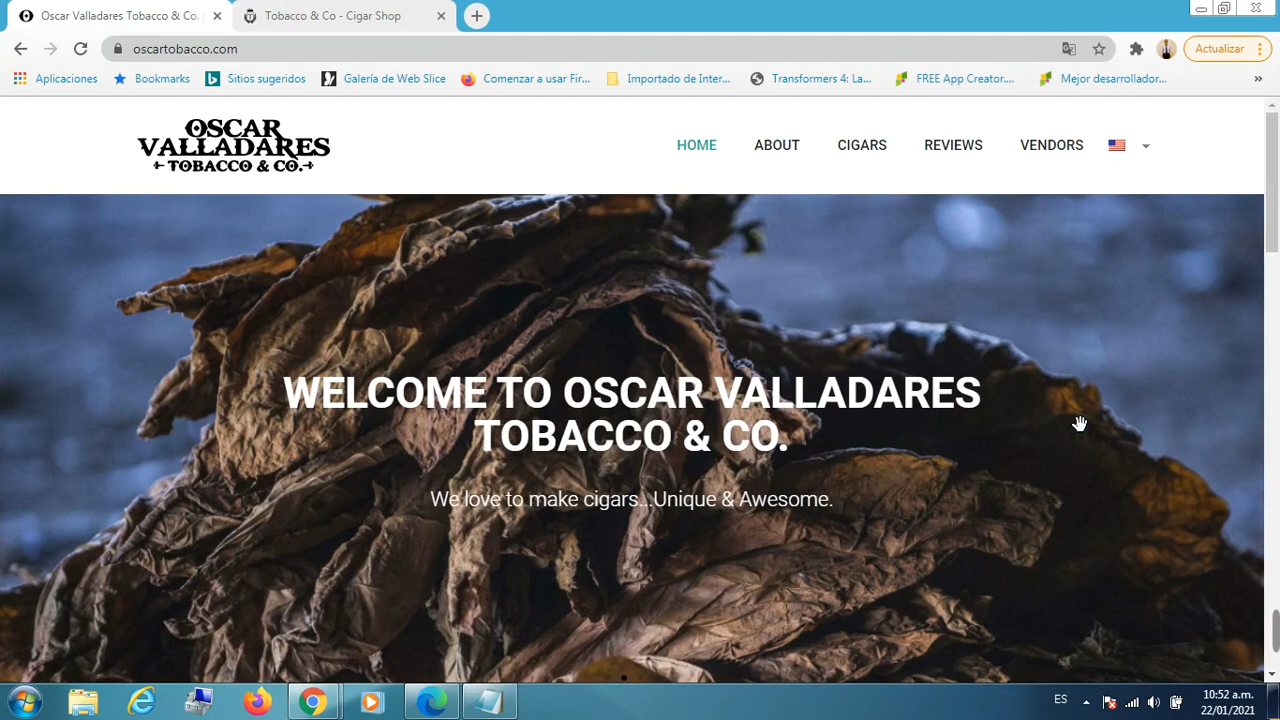 Oscar Valladares Tobacco & Co.
Tobacco & Co - Cigar Shop
oscartobacco.com
Actualizar
Aplicaciones
Bookmarks
Sitios sugeridos
Galería de Web Slice
Comenzar a usar Fir...
Importado de Inter...
Transformers 4: La...
FREE App Creator....
Mejor desarrollador...
»
OSCAR
VALLADARES
TOBACCO & CO.
HOME
ABOUT
CIGARS
REVIEWS
VENDORS
WELCOME TO OSCAR VALLADARES
TOBACCO & CO.
We love to make cigars...Unique & Awesome.
ES
10:52 a.m.
22/01/2021